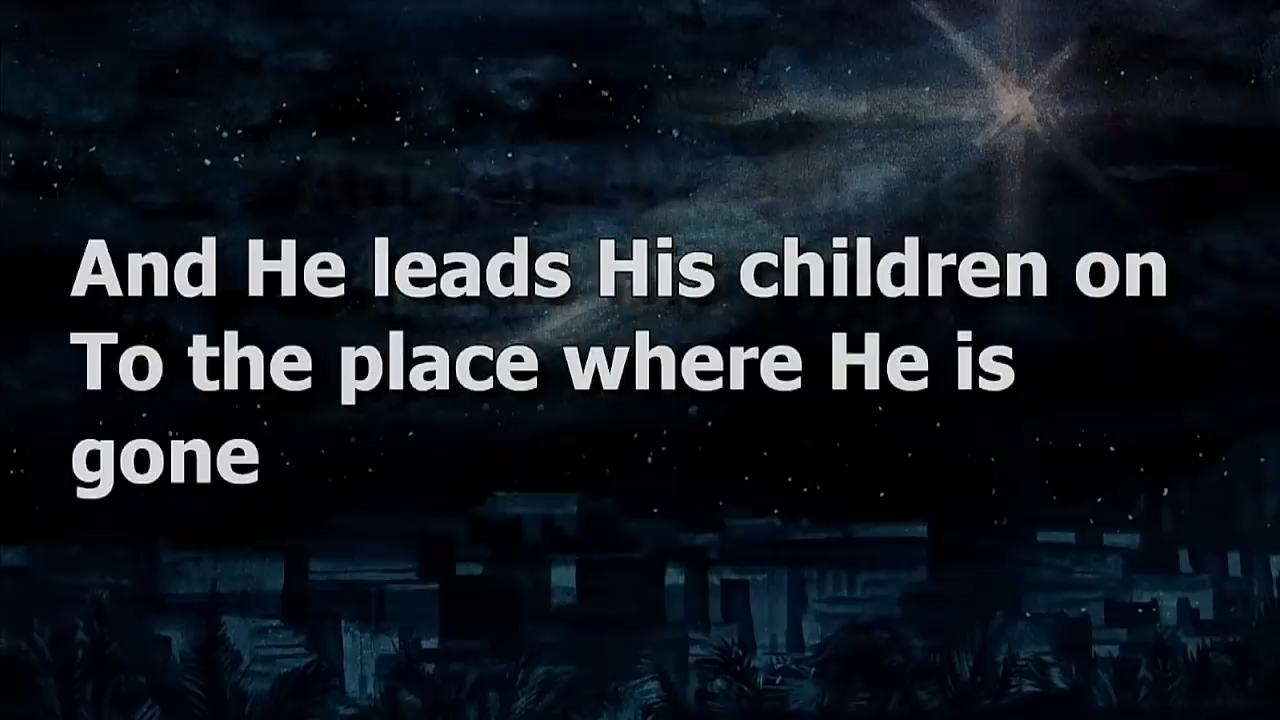 And He leads His children on
To the place where He is
gone